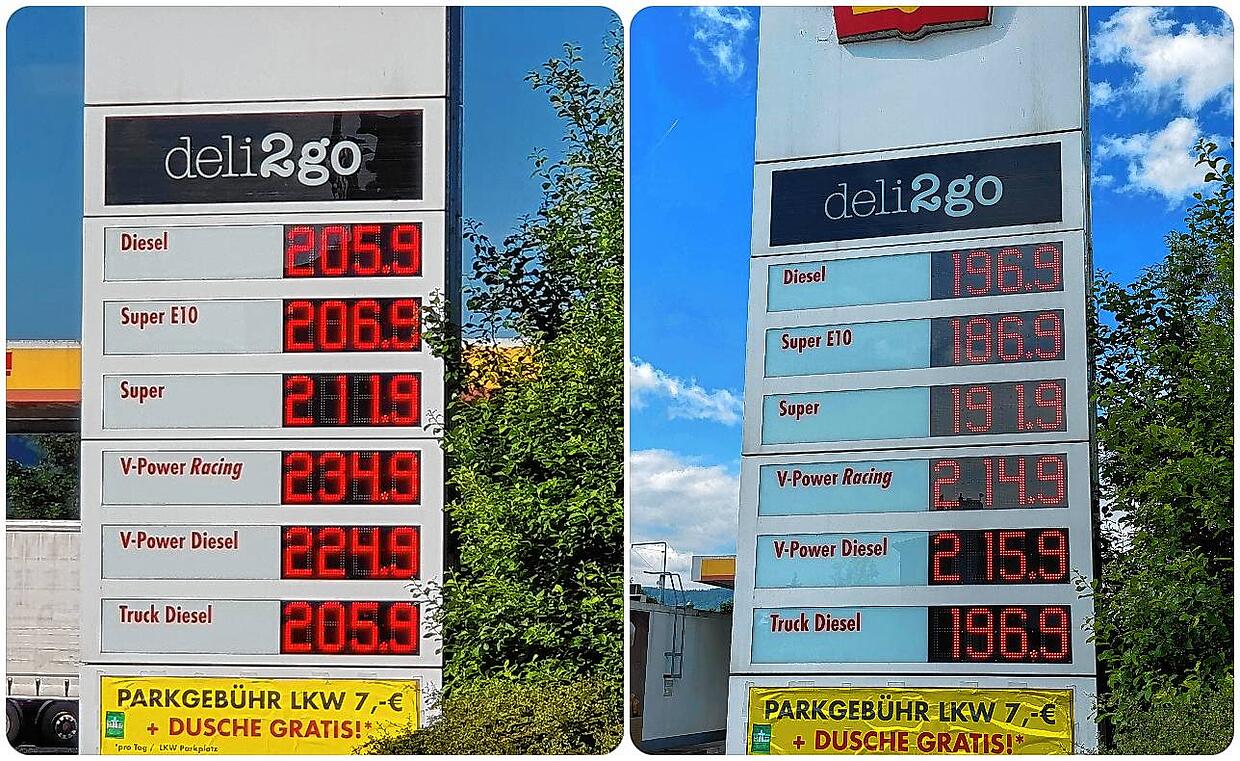 deli2go
Diesel 205.9
Super E10 206.9
Super 211.9
V-Power Racing 234.9
V-Power Diesel 224.9
Truck Diesel 205.9
PARKGEBÜHR LKW 7,-€
+ DUSCHE GRATIS!*
*pro Tag / LKW Parkplatz
deli2go
Diesel 196.9
Super E10 186.9
Super 191.9
V-Power Racing 214.9
V-Power Diesel 215.9
Truck Diesel 196.9
PARKGEBÜHR LKW 7,-€
+ DUSCHE GRATIS!*